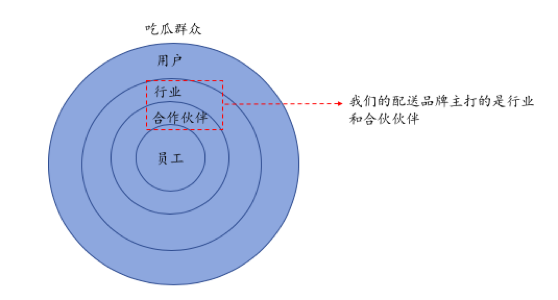 吃瓜群众
用户
行业
合作伙伴
员工
我们的配送品牌主打的是行业
和合伙伙伴